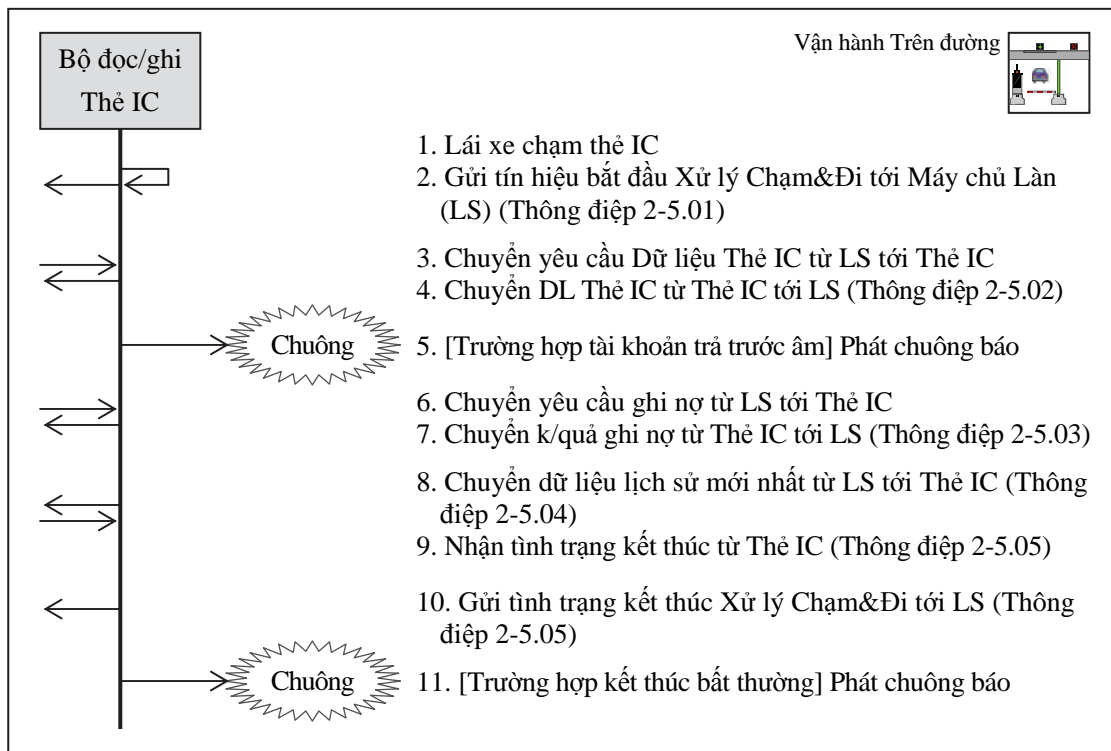 Bộ đọc/ghi
Thẻ IC
Vận hành Trên đường
1. Lái xe chạm thẻ IC
2. Gửi tín hiệu bắt đầu Xử lý Chạm&Đi tới Máy chủ Làn
(LS) (Thông điệp 2-5.01)
3. Chuyển yêu cầu Dữ liệu Thẻ IC từ LS tới Thẻ IC
4. Chuyển DL Thẻ IC từ Thẻ IC tới LS (Thông điệp 2-5.02)
Chuông
5. [Trường hợp tài khoản trả trước âm] Phát chuông báo
6. Chuyển yêu cầu ghi nợ từ LS tới Thẻ IC
7. Chuyển k/quả ghi nợ từ Thẻ IC tới LS (Thông điệp 2-5.03)
8. Chuyển dữ liệu lịch sử mới nhất từ LS tới Thẻ IC (Thông
điệp 2-5.04)
9. Nhận tình trạng kết thúc từ Thẻ IC (Thông điệp 2-5.05)
10. Gửi tình trạng kết thúc Xử lý Chạm&Đi tới LS (Thông
điệp 2-5.05)
Chuông
11. [Trường hợp kết thúc bất thường] Phát chuông báo